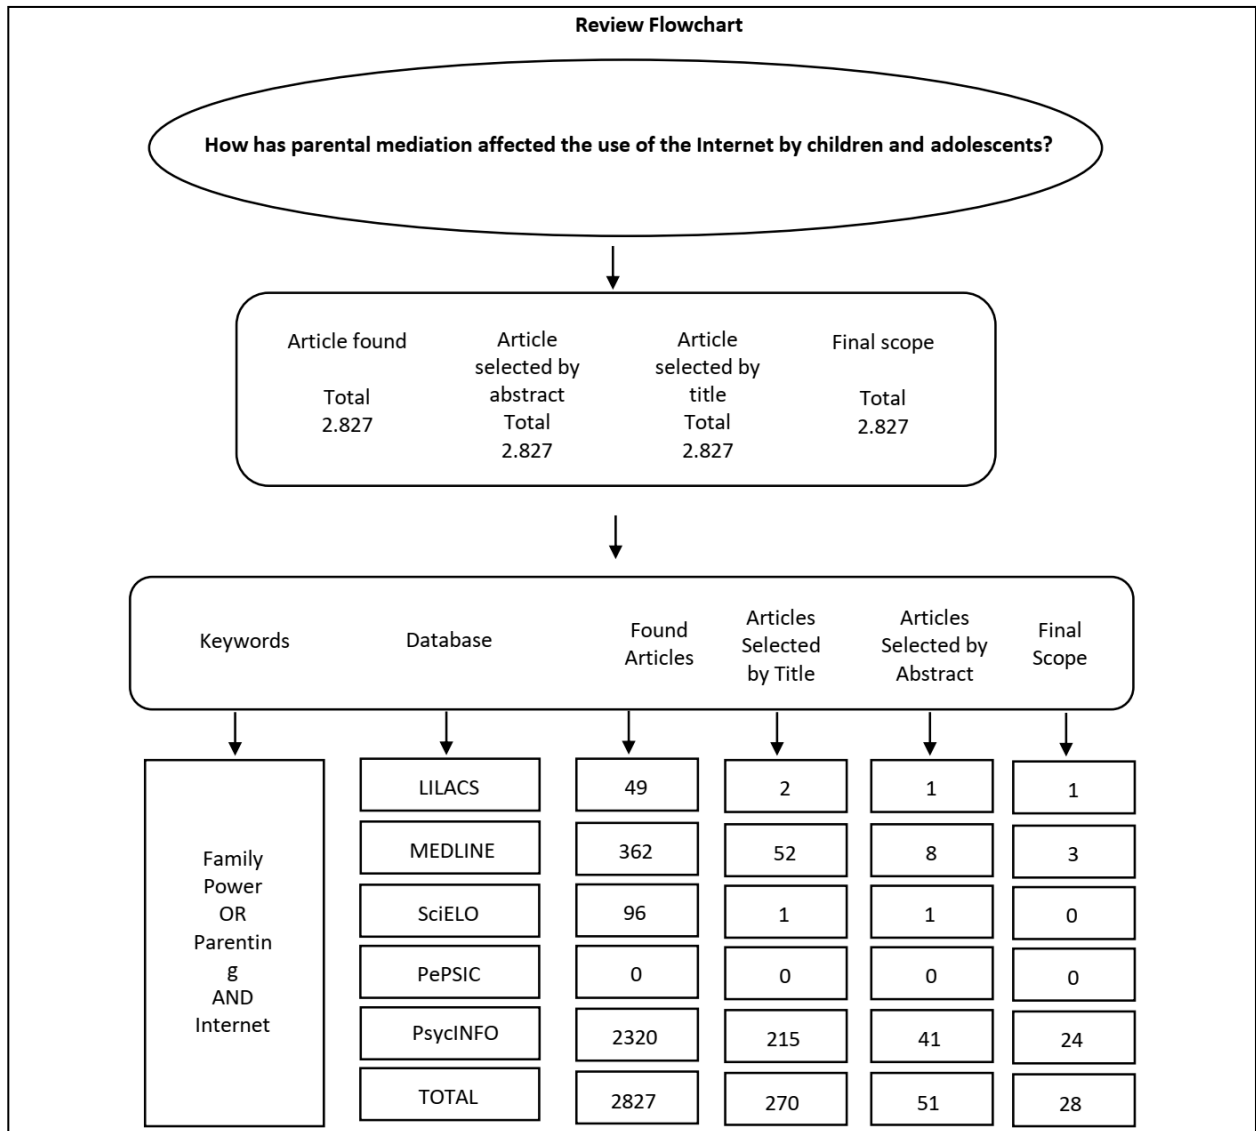 Review Flowchart
How has parental mediation affected the use of the Internet by children and adolescents?
Article found
Total
2.827
Article
selected by
abstract
Total
2.827
Article
selected by
title
Total
2.827
Final scope
Total
2.827
Keywords
Database
Found
Articles
Articles
Selected
by Title
Articles
Selected by
Abstract
Final
Scope
Family
Power
OR
Parentin
g
AND
Internet
LILACS
49
2
1
1
MEDLINE
362
52
8
3
SciELO
96
1
1
0
PePSIC
0
0
0
0
PsycINFO
2320
215
41
24
TOTAL
2827
270
51
28